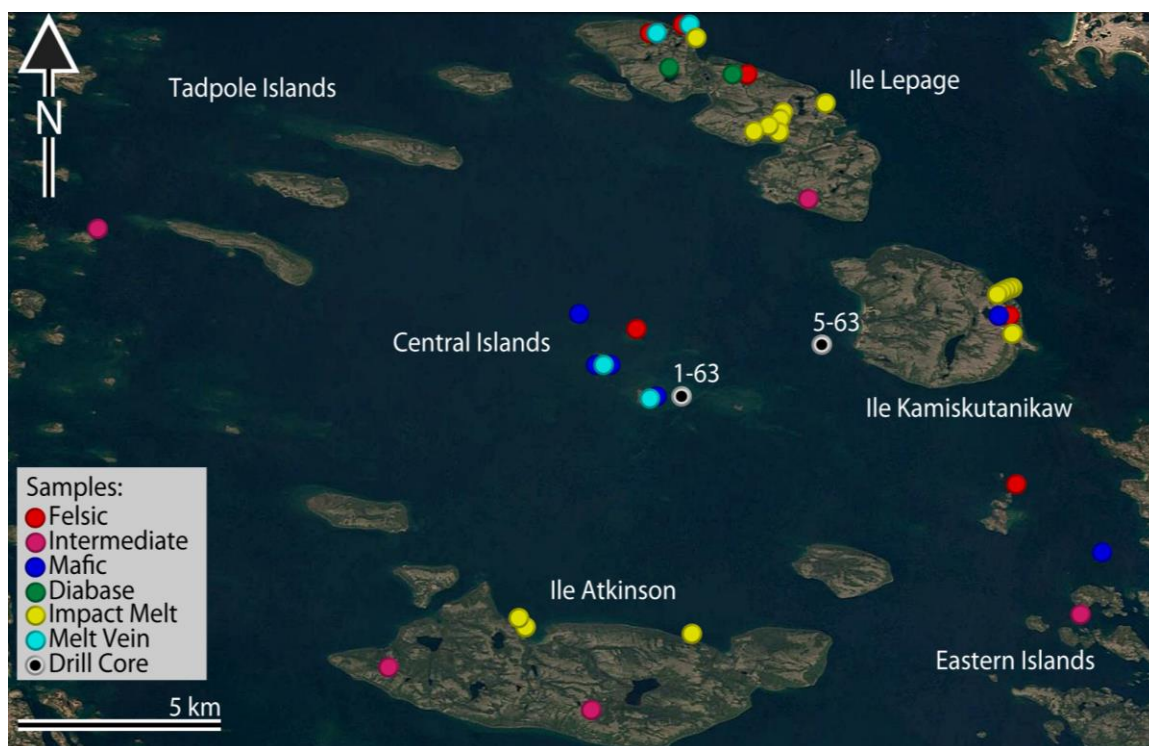 N
Tadpole Islands
Ile Lepage
Central Islands
5-63
1-63
Ile Kamiskutanikaw
Samples:
Felsic
Intermediate
Mafic
Diabase
Impact Melt
Melt Vein
Drill Core
Ile Atkinson
Eastern Islands
5 km